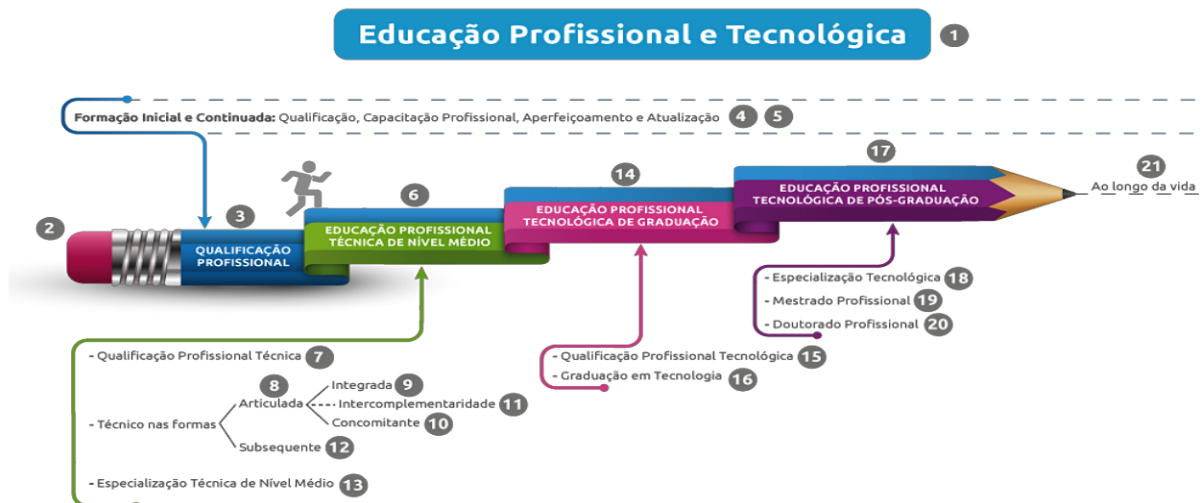 Educação Profissional e Tecnológica 1
Formação Inicial e Continuada: Qualificação, Capacitação Profissional, Aperfeiçoamento e Atualização 4 5
17
21
Ao longo da vida
14
6
3
2
EDUCAÇÃO PROFISSIONAL
TECNOLÓGICA DE PÓS-GRADUAÇÃO
EDUCAÇÃO PROFISSIONAL
TECNOLÓGICA DE GRADUAÇÃO
EDUCAÇÃO PROFISSIONAL
TÉCNICA DE NÍVEL MÉDIO
QUALIFICAÇÃO
PROFISSIONAL
- Especialização Tecnológica 18
- Mestrado Profissional 19
- Doutorado Profissional 20
- Qualificação Profissional Tecnológica 15
- Graduação em Tecnologia 16
- Qualificação Profissional Técnica 7
8
- Técnico nas formas
Articulada
Integrada 9
Intercomplementaridade 11
Concomitante 10
Subsequente 12
- Especialização Técnica de Nível Médio 13